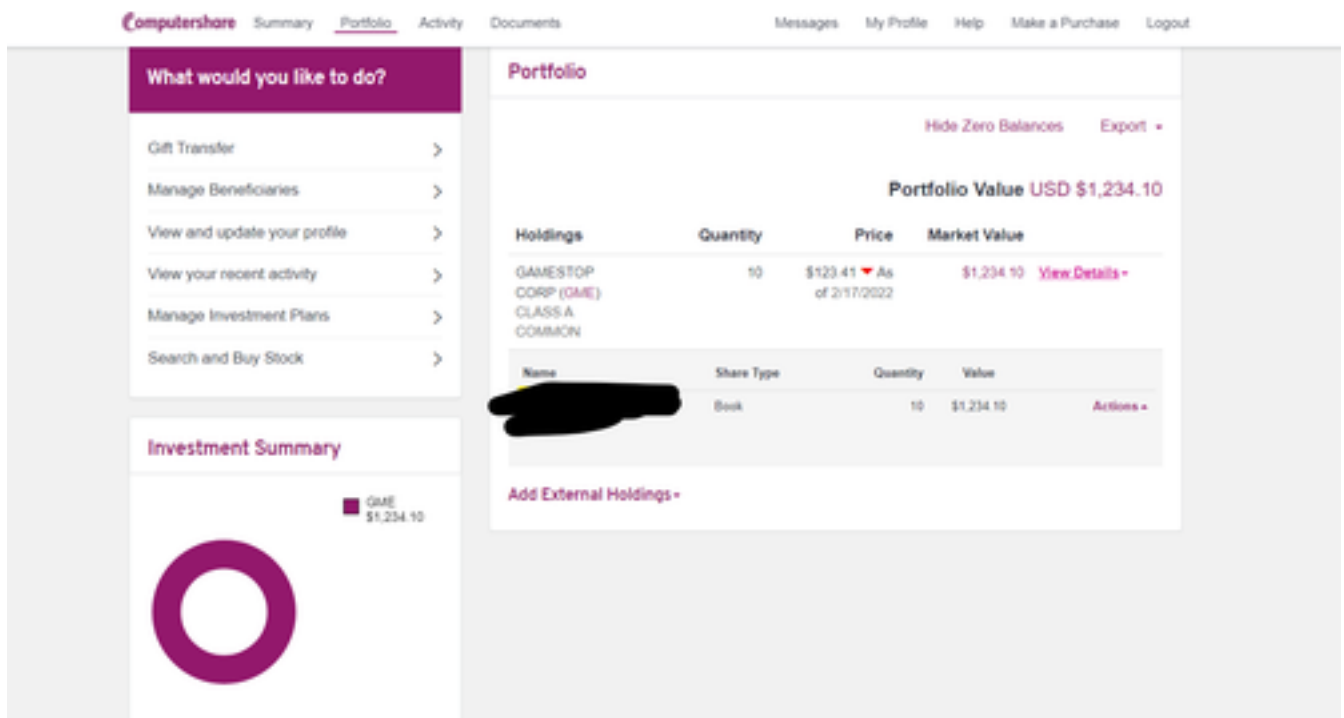 Computershare Summary Portfolio Activity Documents Messages My Profile Help Make a Purchase Logout
What would you like to do?
Gift Transfer
Manage Beneficiaries
View and update your profile
View your recent activity
Manage Investment Plans
Search and Buy Stock
Investment Summary
GME
$1,234.10
Portfolio
Hide Zero Balances Export
Portfolio Value USD $1,234.10
Holdings Quantity Price Market Value
GAMESTOP 10 $123.41 As $1,234.10 View Details
CORP (GME) of 2/17/2022
CLASS A
COMMON
Name Share Type Quantity Value
Book 10 $1,234.10 Actions
Add External Holdings